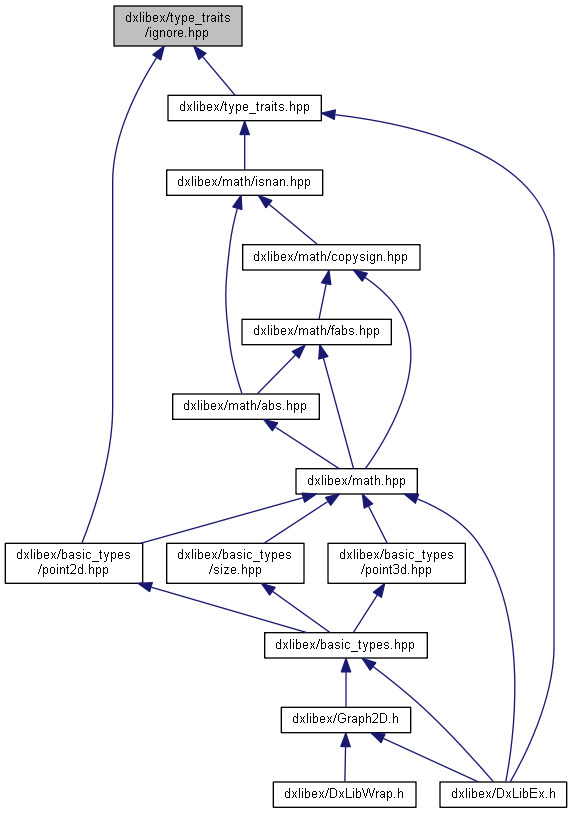 dxlibex/type_traits
/ignore.hpp
dxlibex/type_traits.hpp
dxlibex/math/isnan.hpp
dxlibex/math/copysign.hpp
dxlibex/math/fabs.hpp
dxlibex/math/abs.hpp
dxlibex/math.hpp
dxlibex/basic_types
/point2d.hpp
dxlibex/basic_types
/size.hpp
dxlibex/basic_types
/point3d.hpp
dxlibex/basic_types.hpp
dxlibex/Graph2D.h
dxlibex/DxLibWrap.h
dxlibex/DxLibEx.h